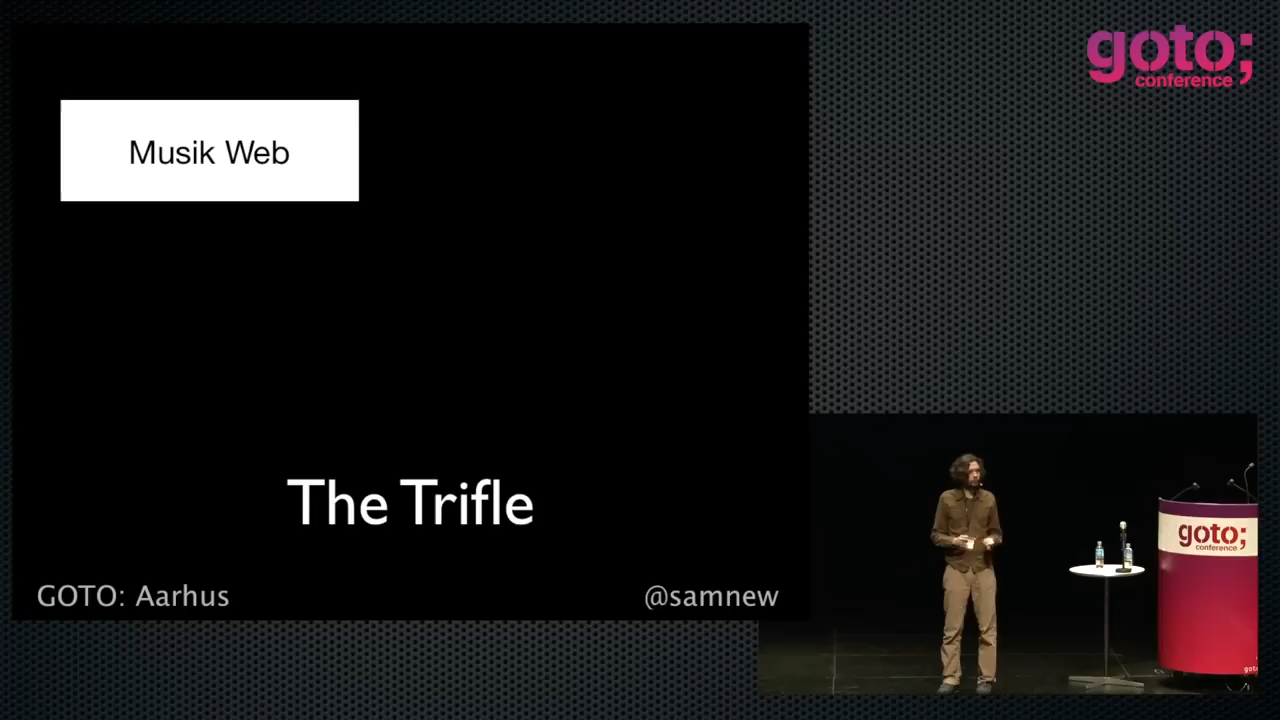 goto;
conference
Musik Web
The Trifle
GOTO: Aarhus
@samnew
goto;
conference